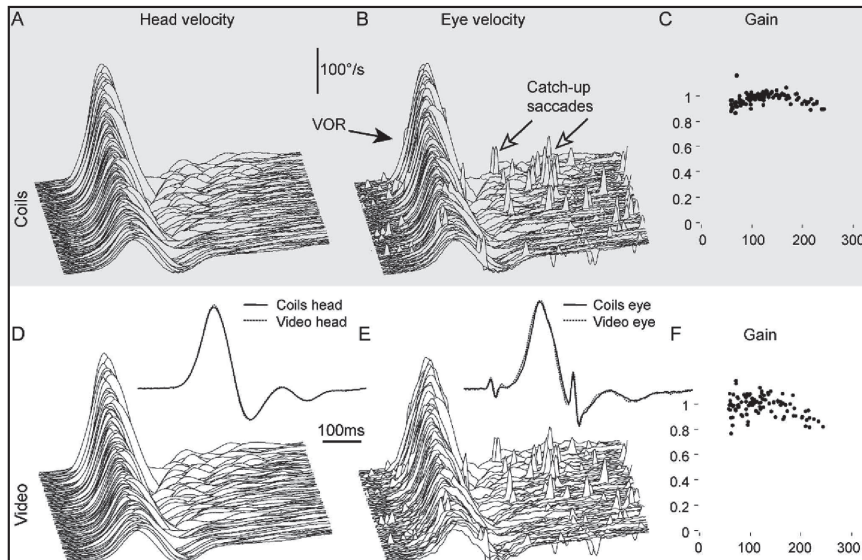 A Head velocity B Eye velocity C Gain
100°/s
Catch-up
saccades
VOR
1
0.8
0.6
0.4
0.2
0
0 100 200 300
Coils
D Coils head
Video head
E Coils eye
Video eye
F Gain
100ms
1
0.8
0.6
0.4
0.2
0
0 100 200 300
Video